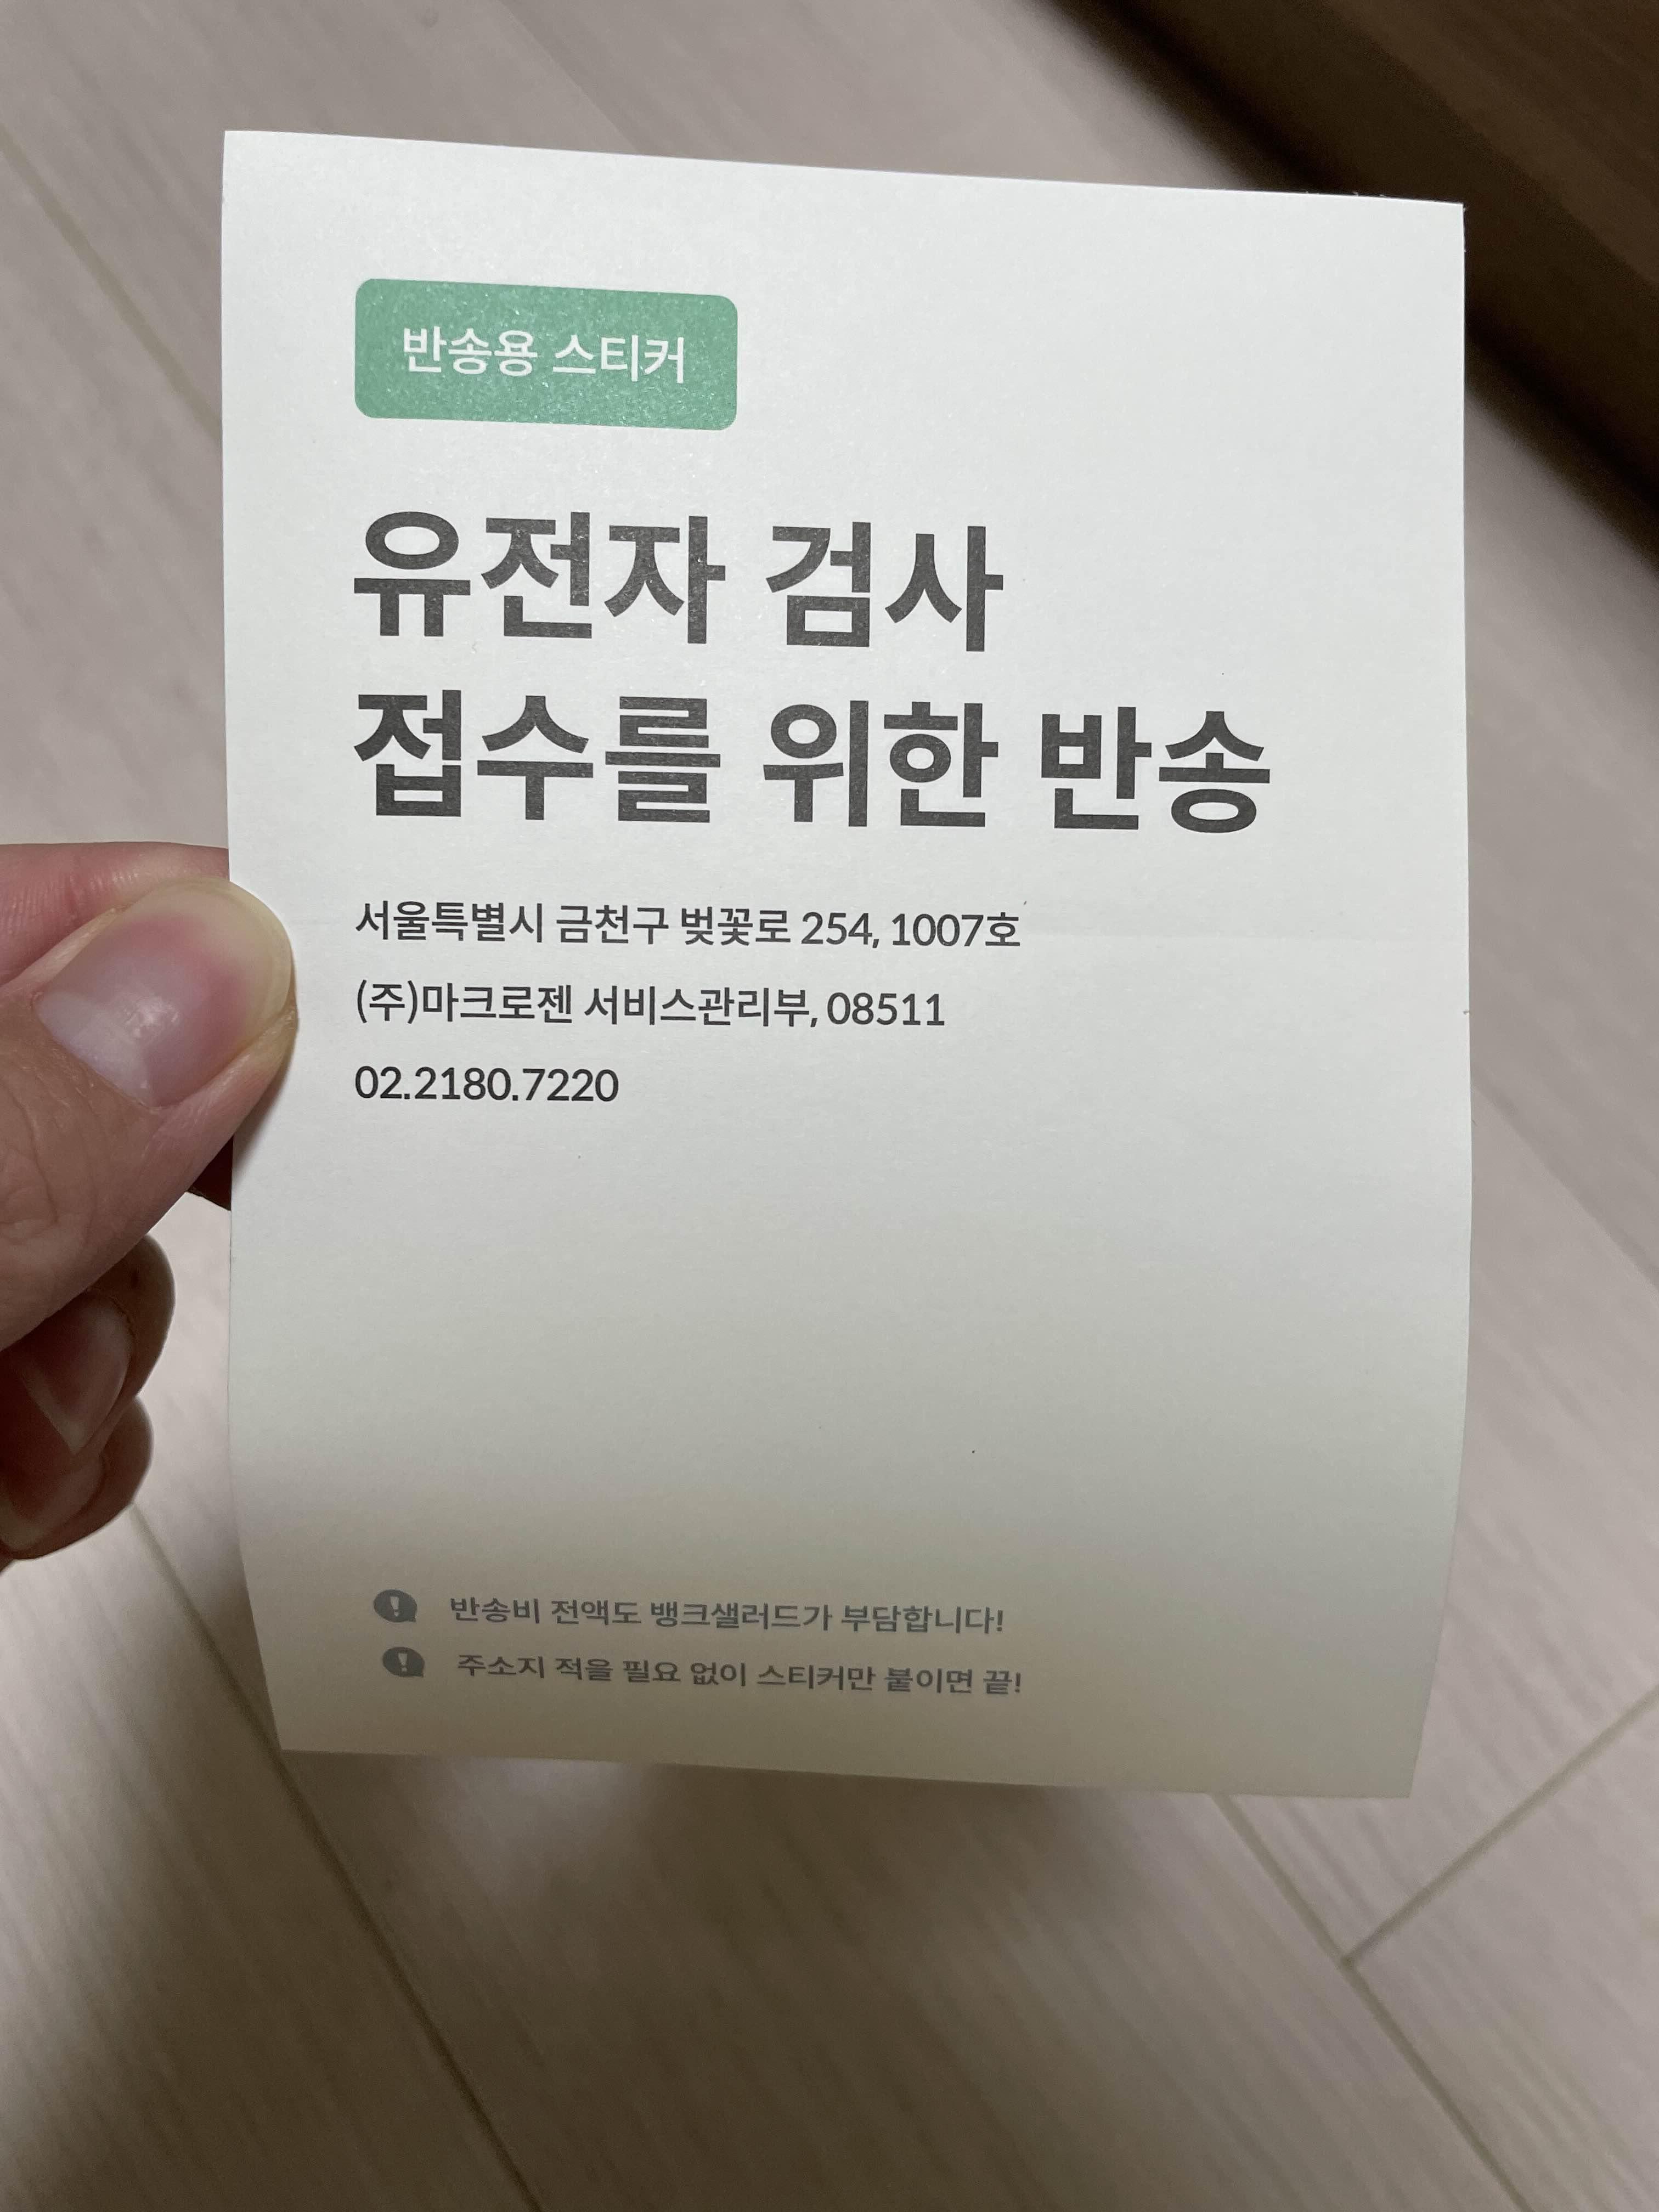 반송용 스티커
유전자 검사
접수를 위한 반송
서울특별시 금천구 벚꽃로 254, 1007호
(주)마크로젠 서비스관리부, 08511
02.2180.7220
반송비 전액도 뱅크샐러드가 부담합니다!
주소지 적을 필요 없이 스티커만 붙이면 끝!